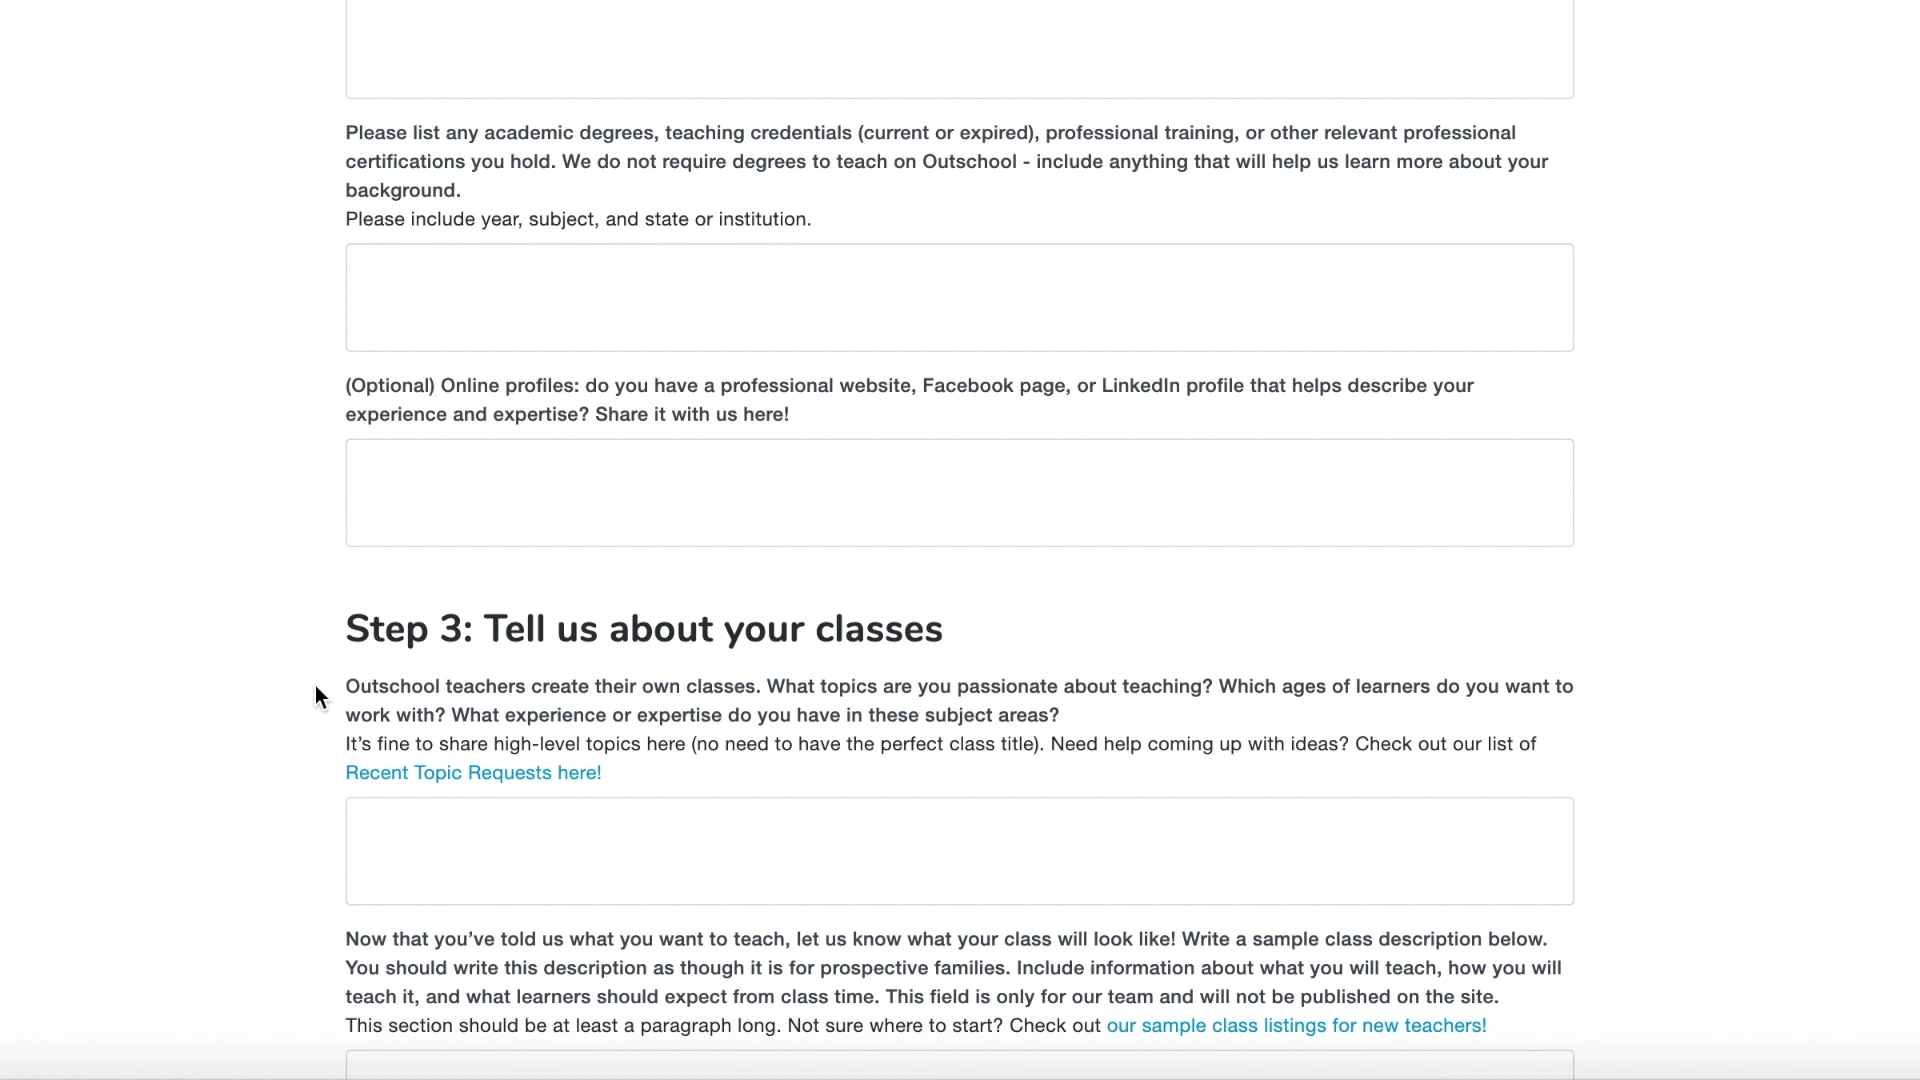 Please list any academic degrees, teaching credentials (current or expired), professional training, or other relevant professional
certifications you hold. We do not require degrees to teach on Outschool - include anything that will help us learn more about your
background.
Please include year, subject, and state or institution.
(Optional) Online profiles: do you have a professional website, Facebook page, or LinkedIn profile that helps describe your
experience and expertise? Share it with us here!
Step 3: Tell us about your classes
Outschool teachers create their own classes. What topics are you passionate about teaching? Which ages of learners do you want to
work with? What experience or expertise do you have in these subject areas?
It’s fine to share high-level topics here (no need to have the perfect class title). Need help coming up with ideas? Check out our list of
Recent Topic Requests here!
Now that you’ve told us what you want to teach, let us know what your class will look like! Write a sample class description below.
You should write this description as though it is for prospective families. Include information about what you will teach, how you will
teach it, and what learners should expect from class time. This field is only for our team and will not be published on the site.
This section should be at least a paragraph long. Not sure where to start? Check out our sample class listings for new teachers!